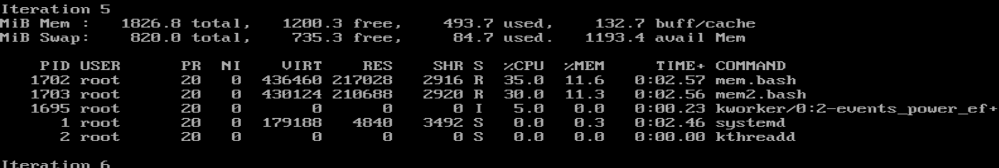 Iteration 5
MiB Mem :   1826.8 total,   1200.3 free,    493.7 used,    132.7 buff/cache
MiB Swap:    820.0 total,    735.3 free,     84.7 used.   1193.4 avail Mem
    PID USER      PR  NI    VIRT    RES    SHR S  %CPU  %MEM     TIME+ COMMAND
   1702 root      20   0  436460 217028   2916 R  35.0  11.6   0:02.57 mem.bash
   1703 root      20   0  430124 210688   2920 R  30.0  11.3   0:02.56 mem2.bash
   1695 root      20   0       0      0      0 I   5.0   0.0   0:00.23 kworker/0:2-events_power_ef+
      1 root      20   0  179188   4840   3492 S   0.0   0.3   0:02.46 systemd
      2 root      20   0       0      0      0 S   0.0   0.0   0:00.00 kthreadd
Iteration 6